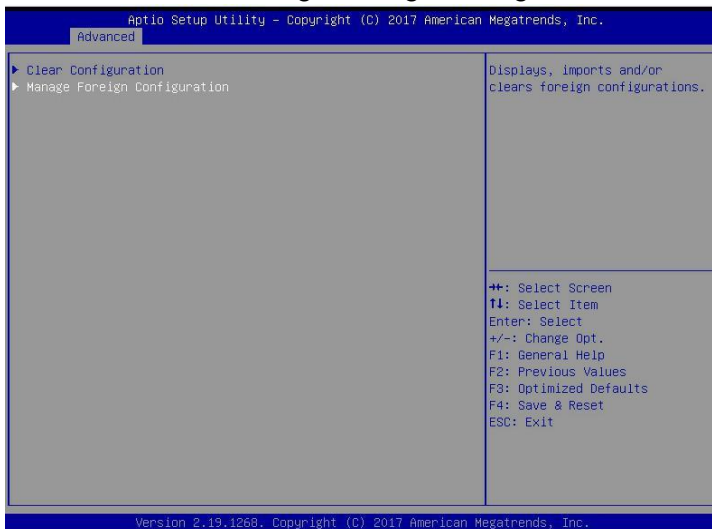 Aptio Setup Utility – Copyright (C) 2017 American Megatrends, Inc.
Advanced
▶ Clear Configuration
▶ Manage Foreign Configuration
Displays, imports and/or
clears foreign configurations.
→←: Select Screen
↑↓: Select Item
Enter: Select
+/-: Change Opt.
F1: General Help
F2: Previous Values
F3: Optimized Defaults
F4: Save & Reset
ESC: Exit
Version 2.19.1268. Copyright (C) 2017 American Megatrends, Inc.